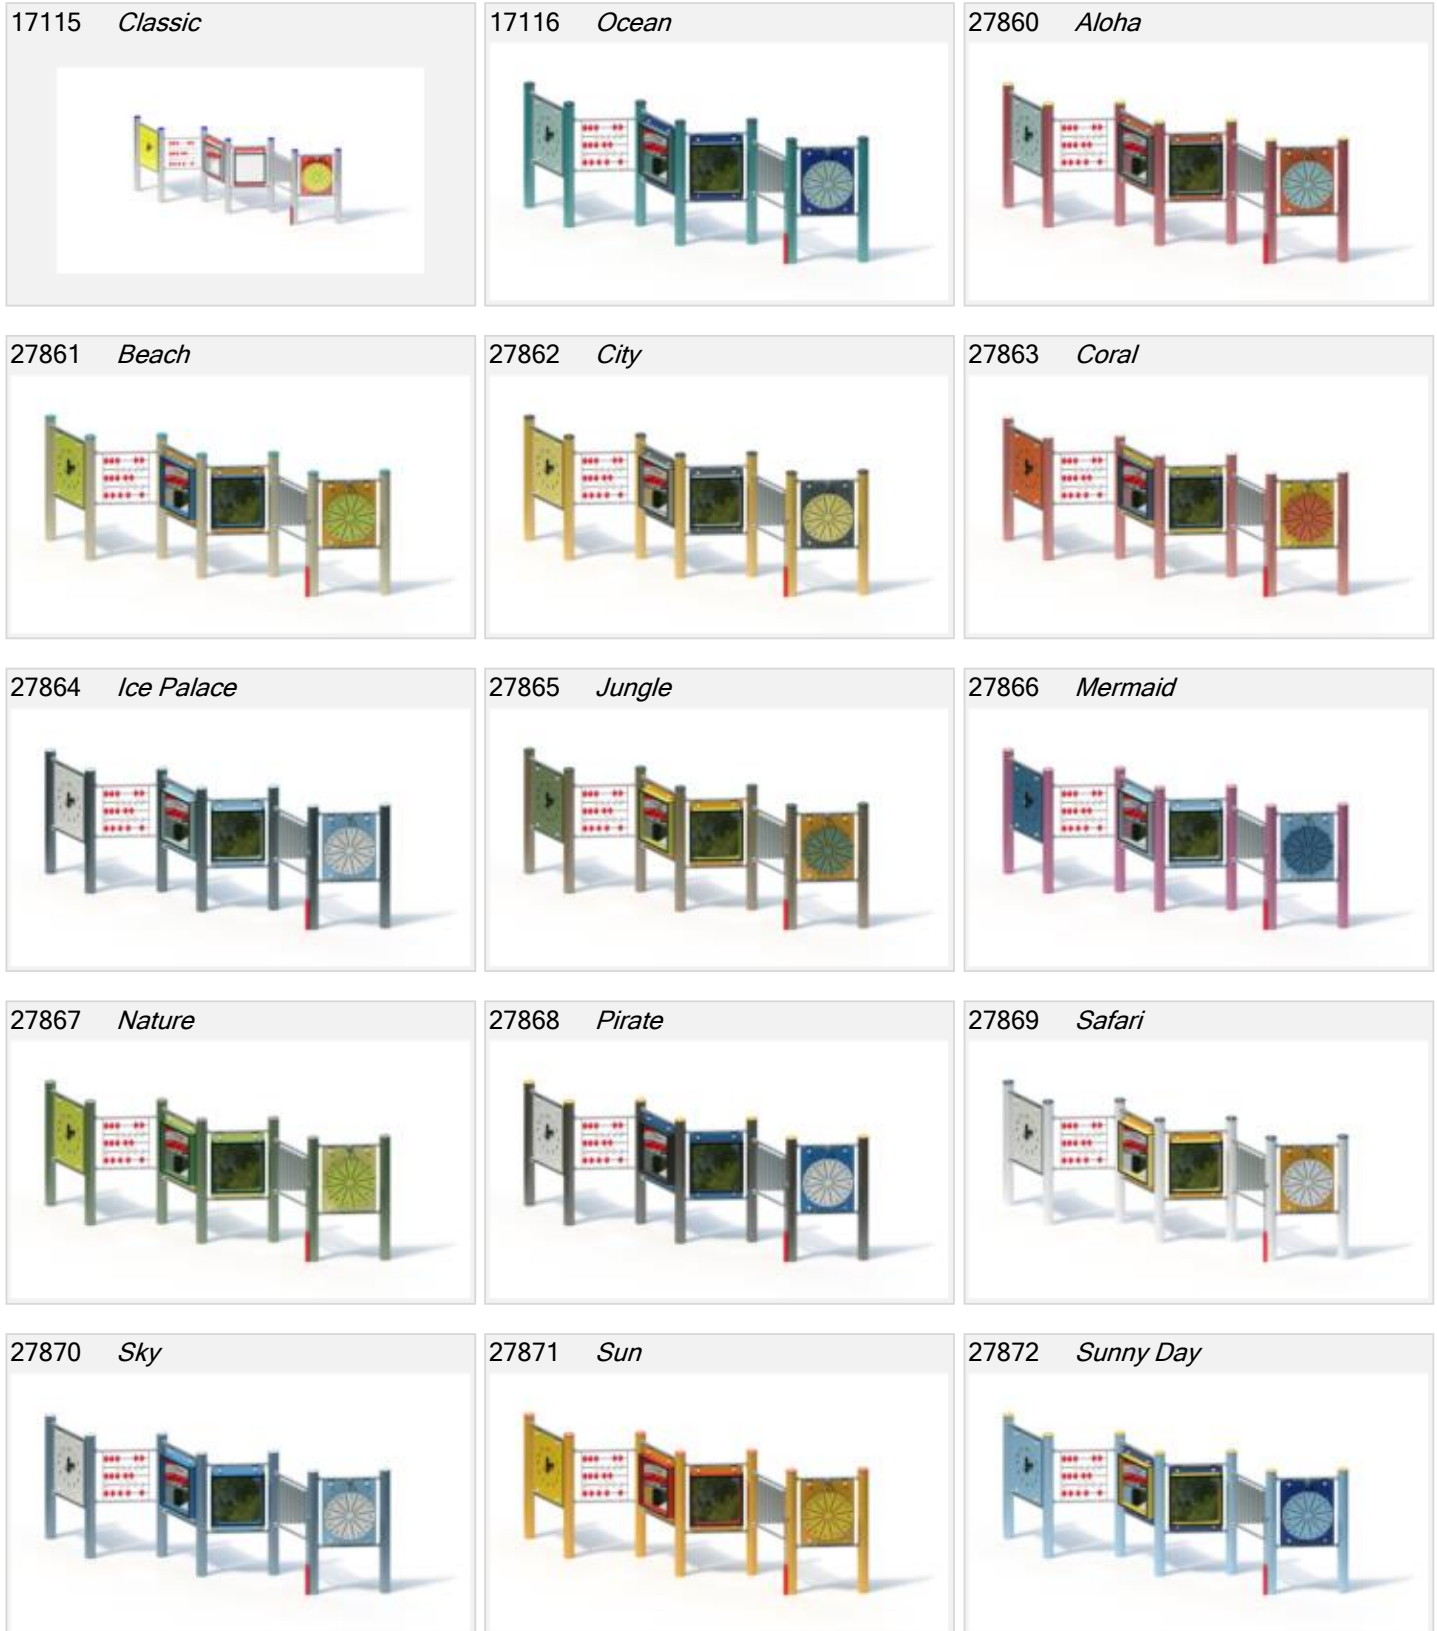 17115 Classic
17116 Ocean
27860 Aloha
27861 Beach
27862 City
27863 Coral
27864 Ice Palace
27865 Jungle
27866 Mermaid
27867 Nature
27868 Pirate
27869 Safari
27870 Sky
27871 Sun
27872 Sunny Day